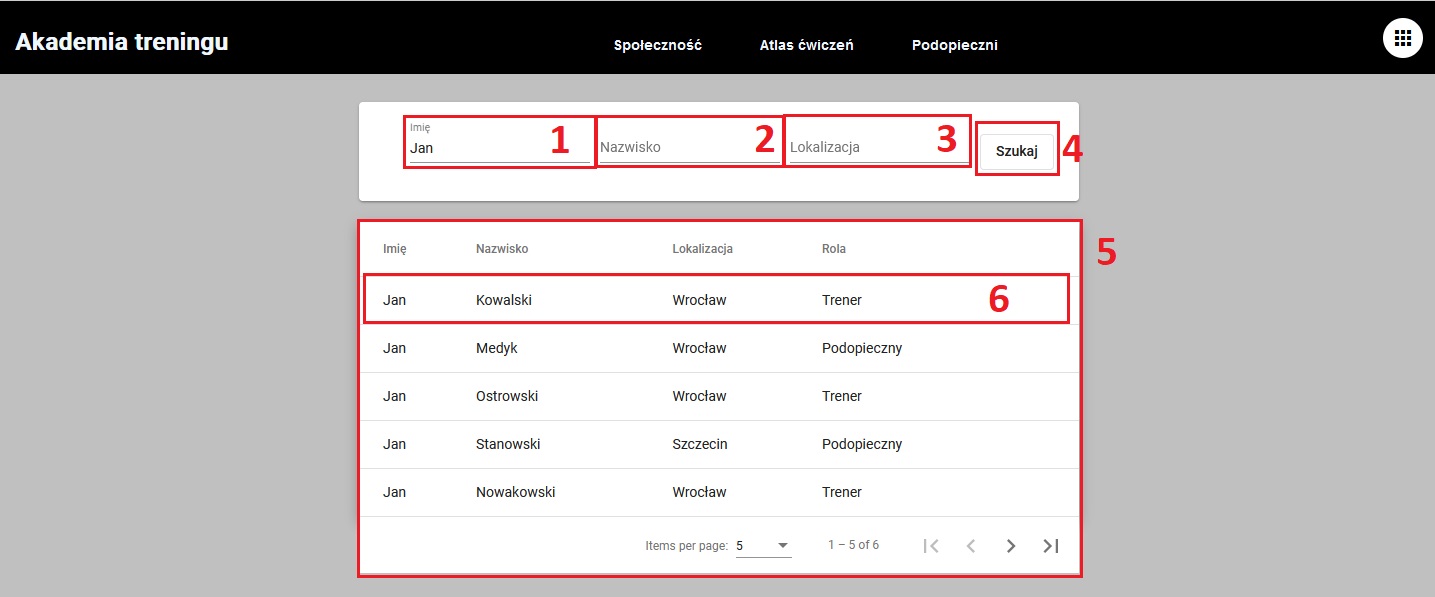 Akademia treningu
Społeczność Atlas ćwiczeń Podopieczni
Imię
Jan 1 Nazwisko 2 Lokalizacja 3 Szukaj 4
Imię Nazwisko Lokalizacja Rola 5
Jan Kowalski Wrocław Trener 6
Jan Medyk Wrocław Podopieczny
Jan Ostrowski Wrocław Trener
Jan Stanowski Szczecin Podopieczny
Jan Nowakowski Wrocław Trener
Items per page: 5 1 – 5 of 6